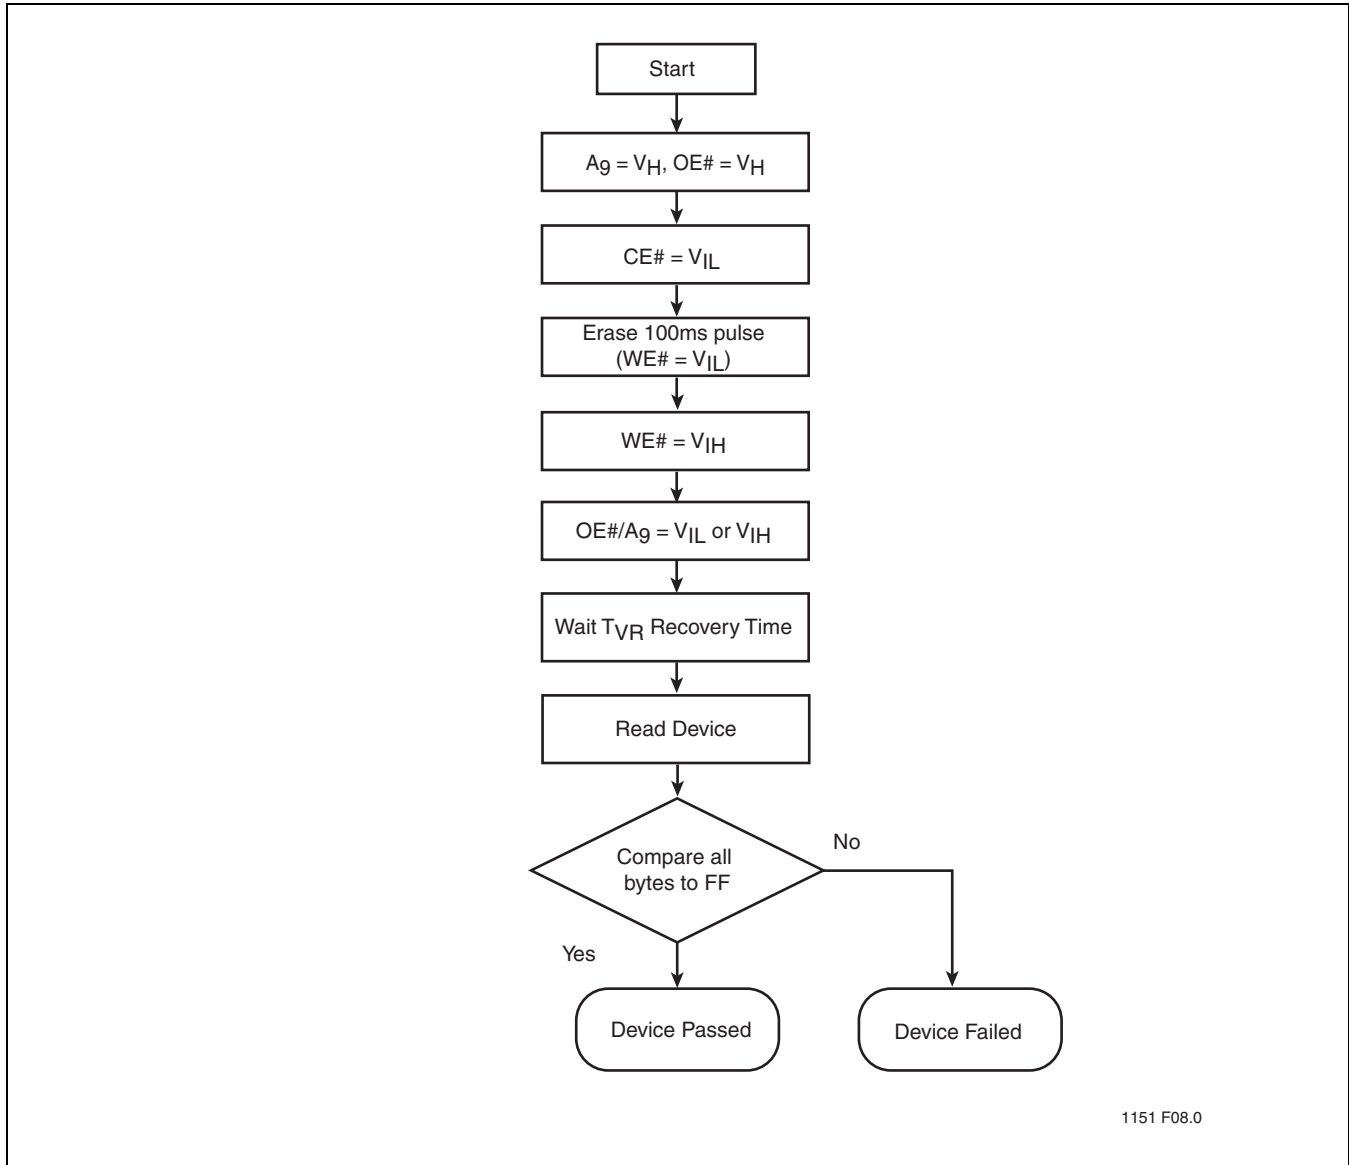 Start
A9 = VH, OE# = VH
CE# = VIL
Erase 100ms pulse
(WE# = VIL)
WE# = VIH
OE#/A9 = VIL or VIH
Wait TVR Recovery Time
Read Device
Compare all
bytes to FF
No
Yes
Device Passed
Device Failed
1151 F08.0